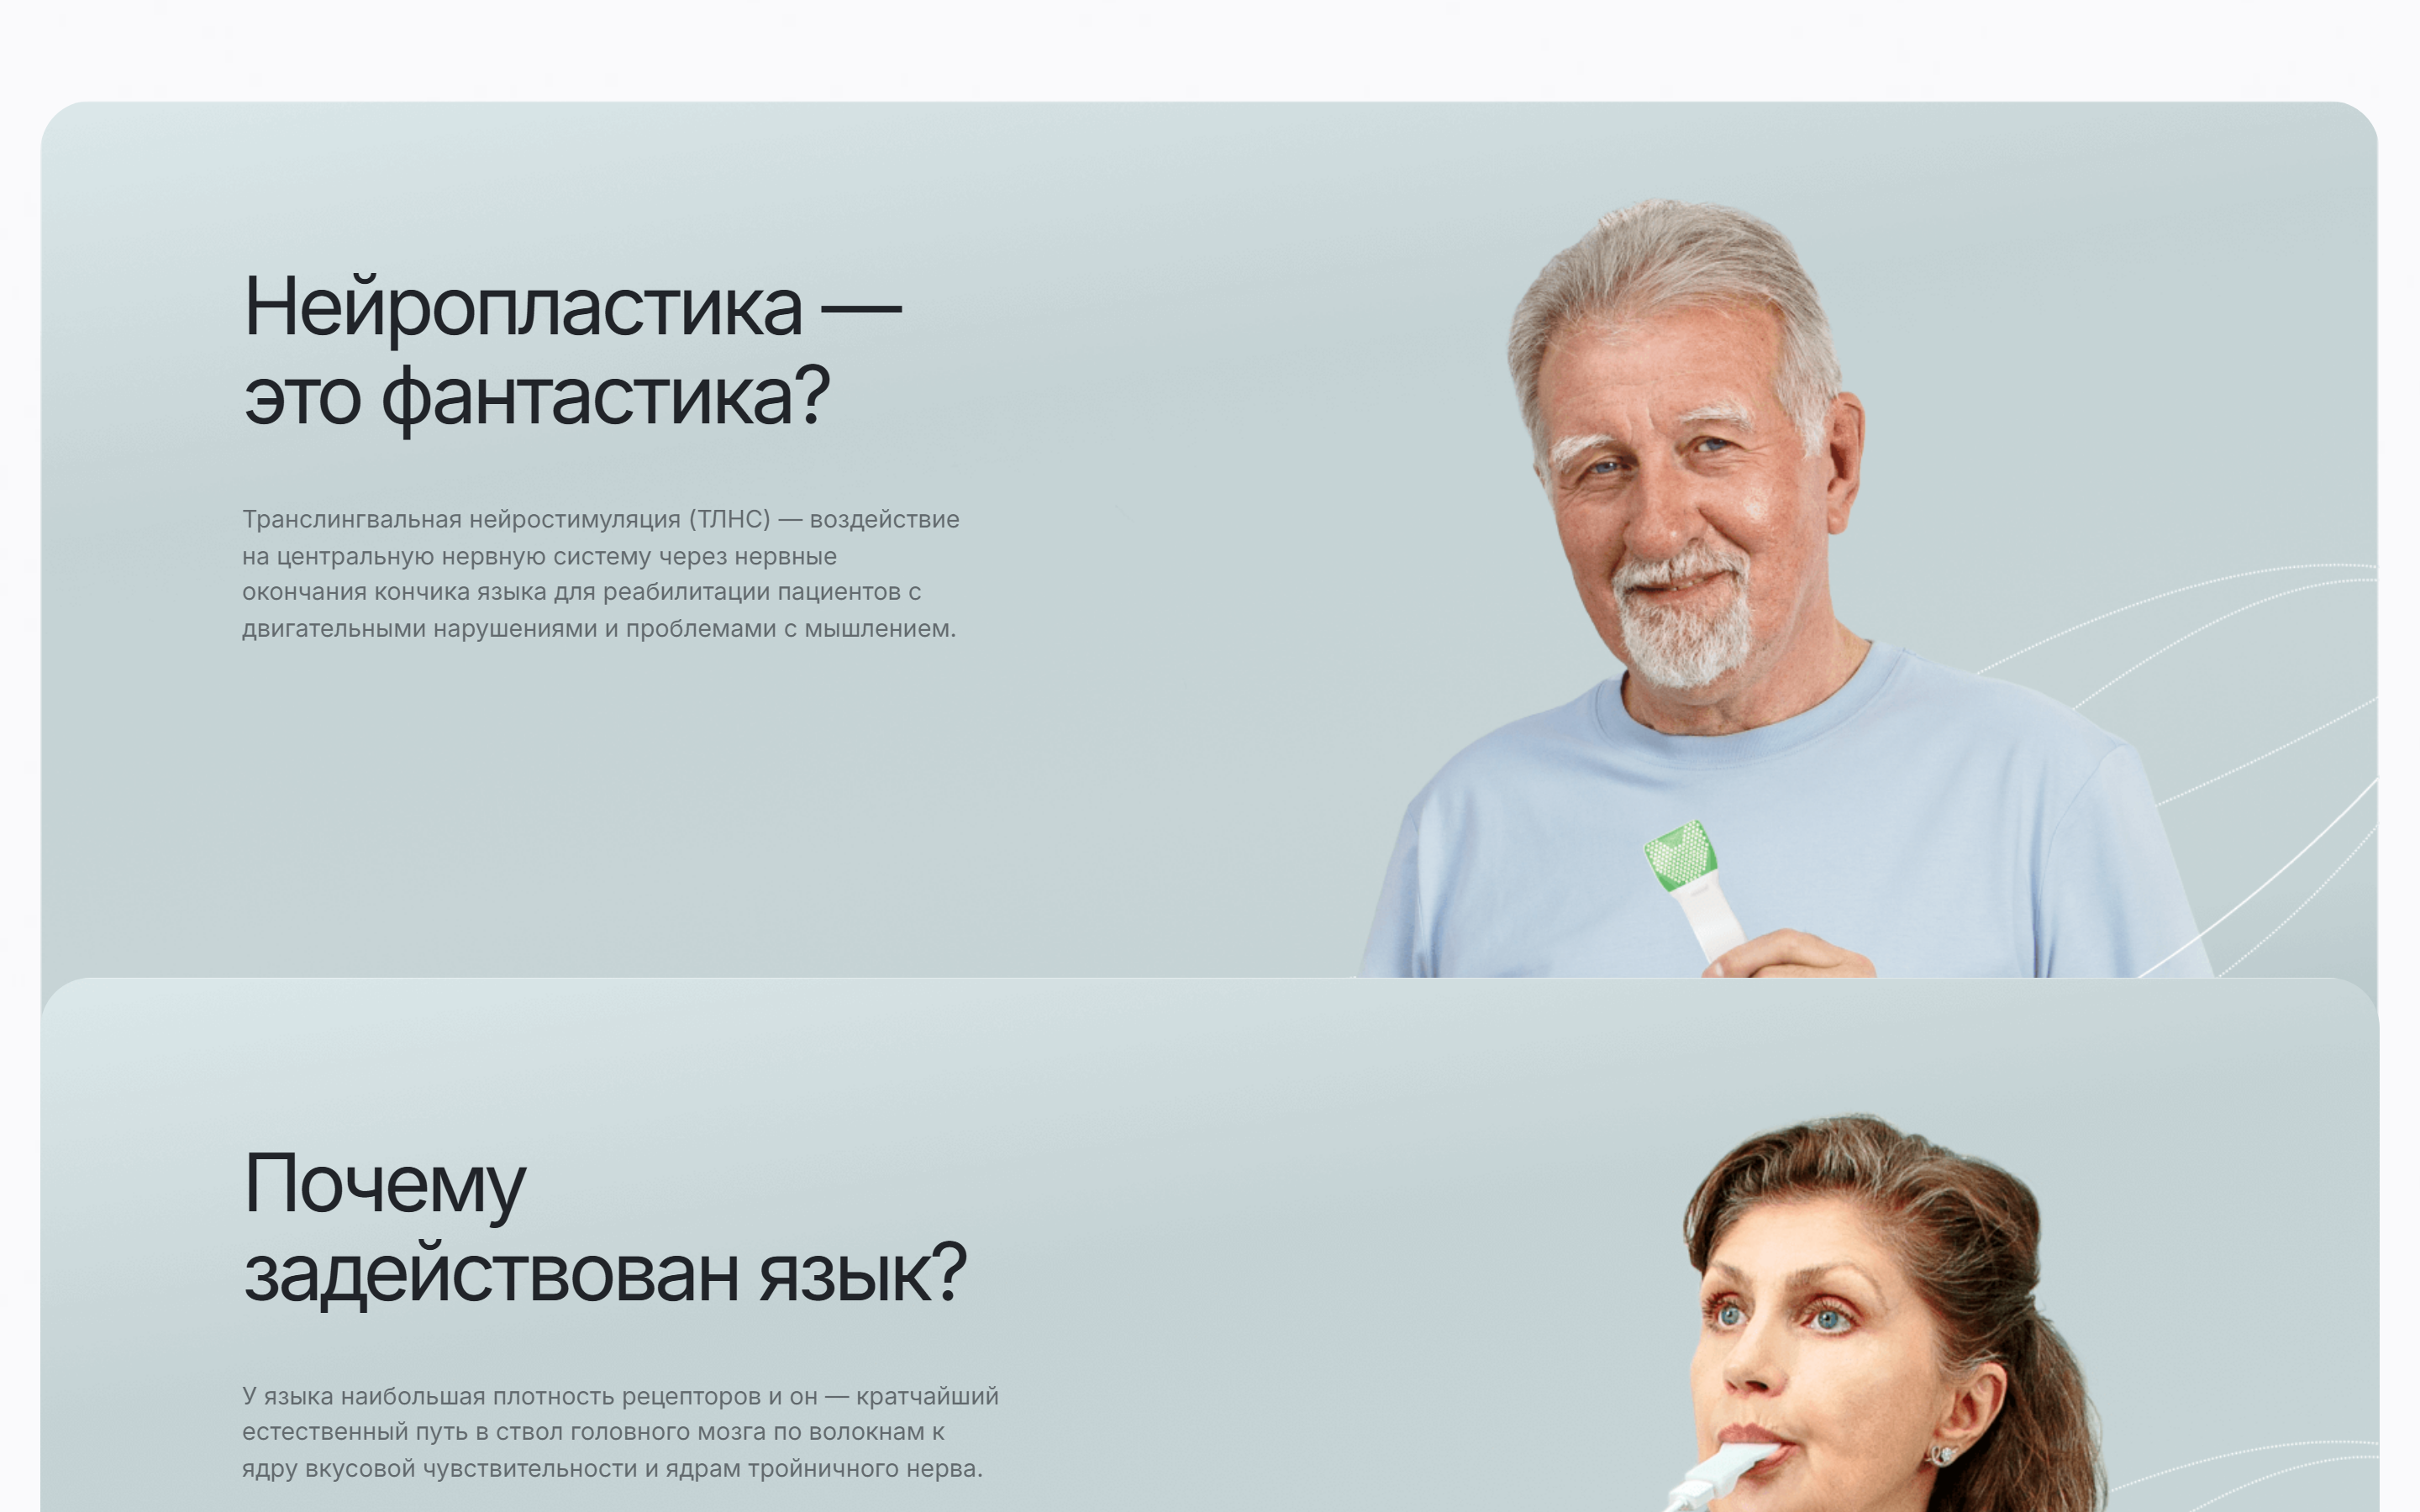 Нейропластика —
это фантастика?
Транслингвальная нейростимуляция (ТЛНС) — воздействие
на центральную нервную систему через нервные
окончания кончика языка для реабилитации пациентов с
двигательными нарушениями и проблемами с мышлением.
Почему
задействован язык?
У языка наибольшая плотность рецепторов и он — кратчайший
естественный путь в ствол головного мозга по волокнам к
ядру вкусовой чувствительности и ядрам тройничного нерва.